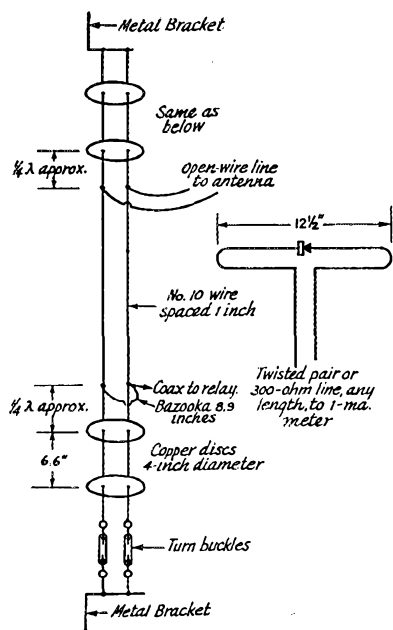 Metal Bracket
Same as
below
1/4 λ approx.
Open-wire line
to antenna
12 1/2"
No. 10 wire
spaced 1 inch
Twisted pair or
300-ohm line, any
length, to 1-ma.
meter
1/4 λ approx.
Coax to relay.
Bazooka 8.9
inches
6.6"
Copper discs
4-inch diameter
Turn buckles
Metal Bracket